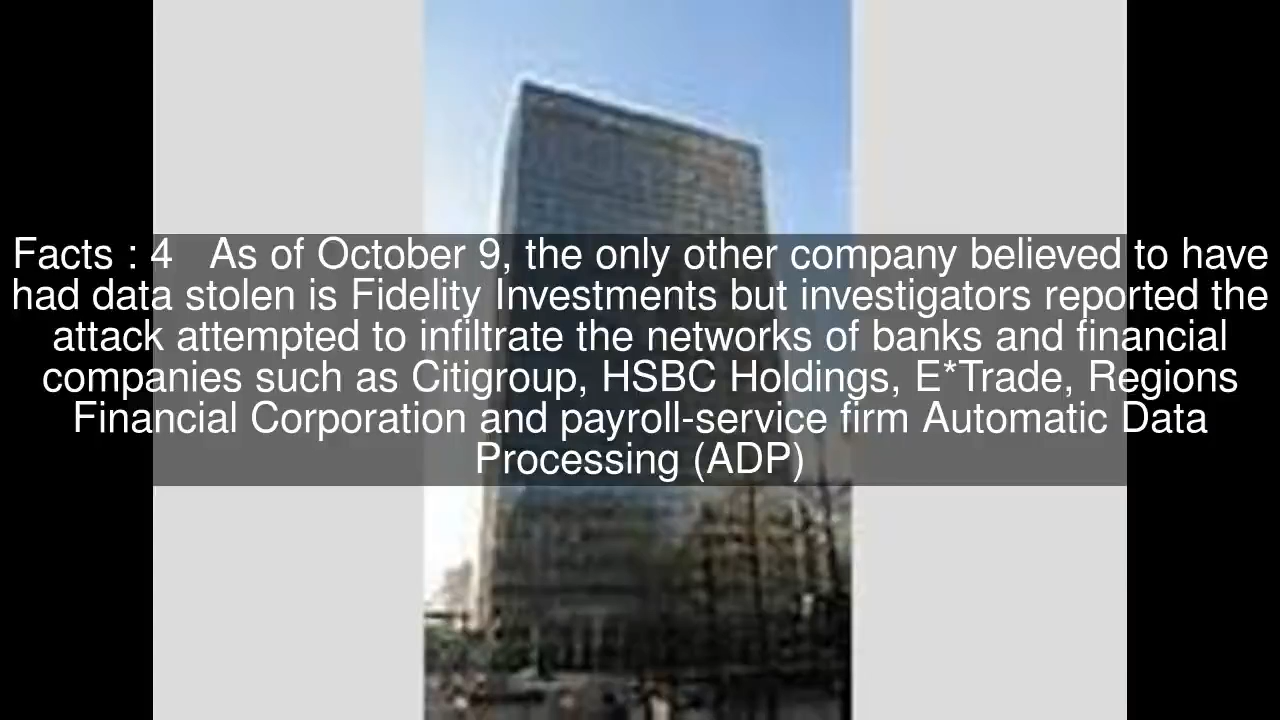 Facts : 4   As of October 9, the only other company believed to have
had data stolen is Fidelity Investments but investigators reported the
attack attempted to infiltrate the networks of banks and financial
companies such as Citigroup, HSBC Holdings, E*Trade, Regions
Financial Corporation and payroll-service firm Automatic Data
Processing (ADP)